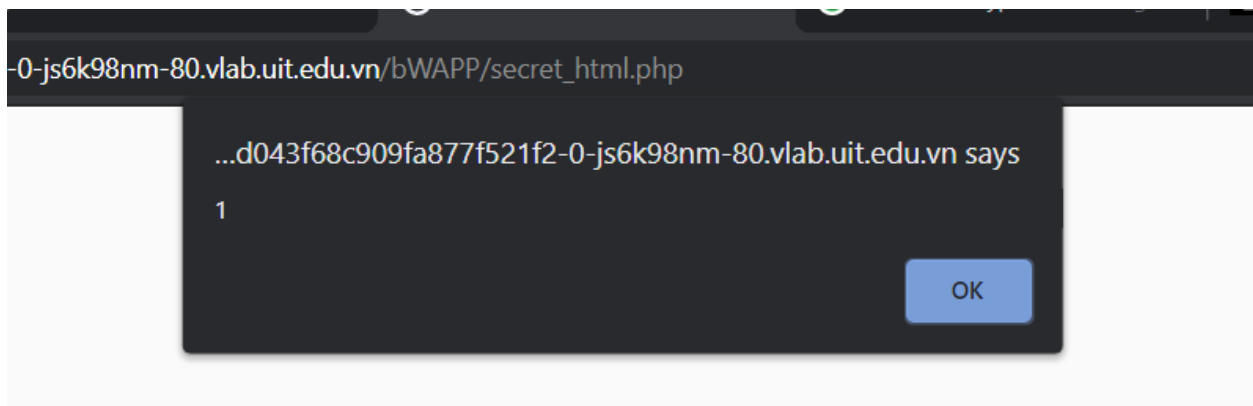 -0-js6k98nm-80.vlab.uit.edu.vn/bWAPP/secret_html.php
...d043f68c909fa877f521f2-0-js6k98nm-80.vlab.uit.edu.vn says
1
OK